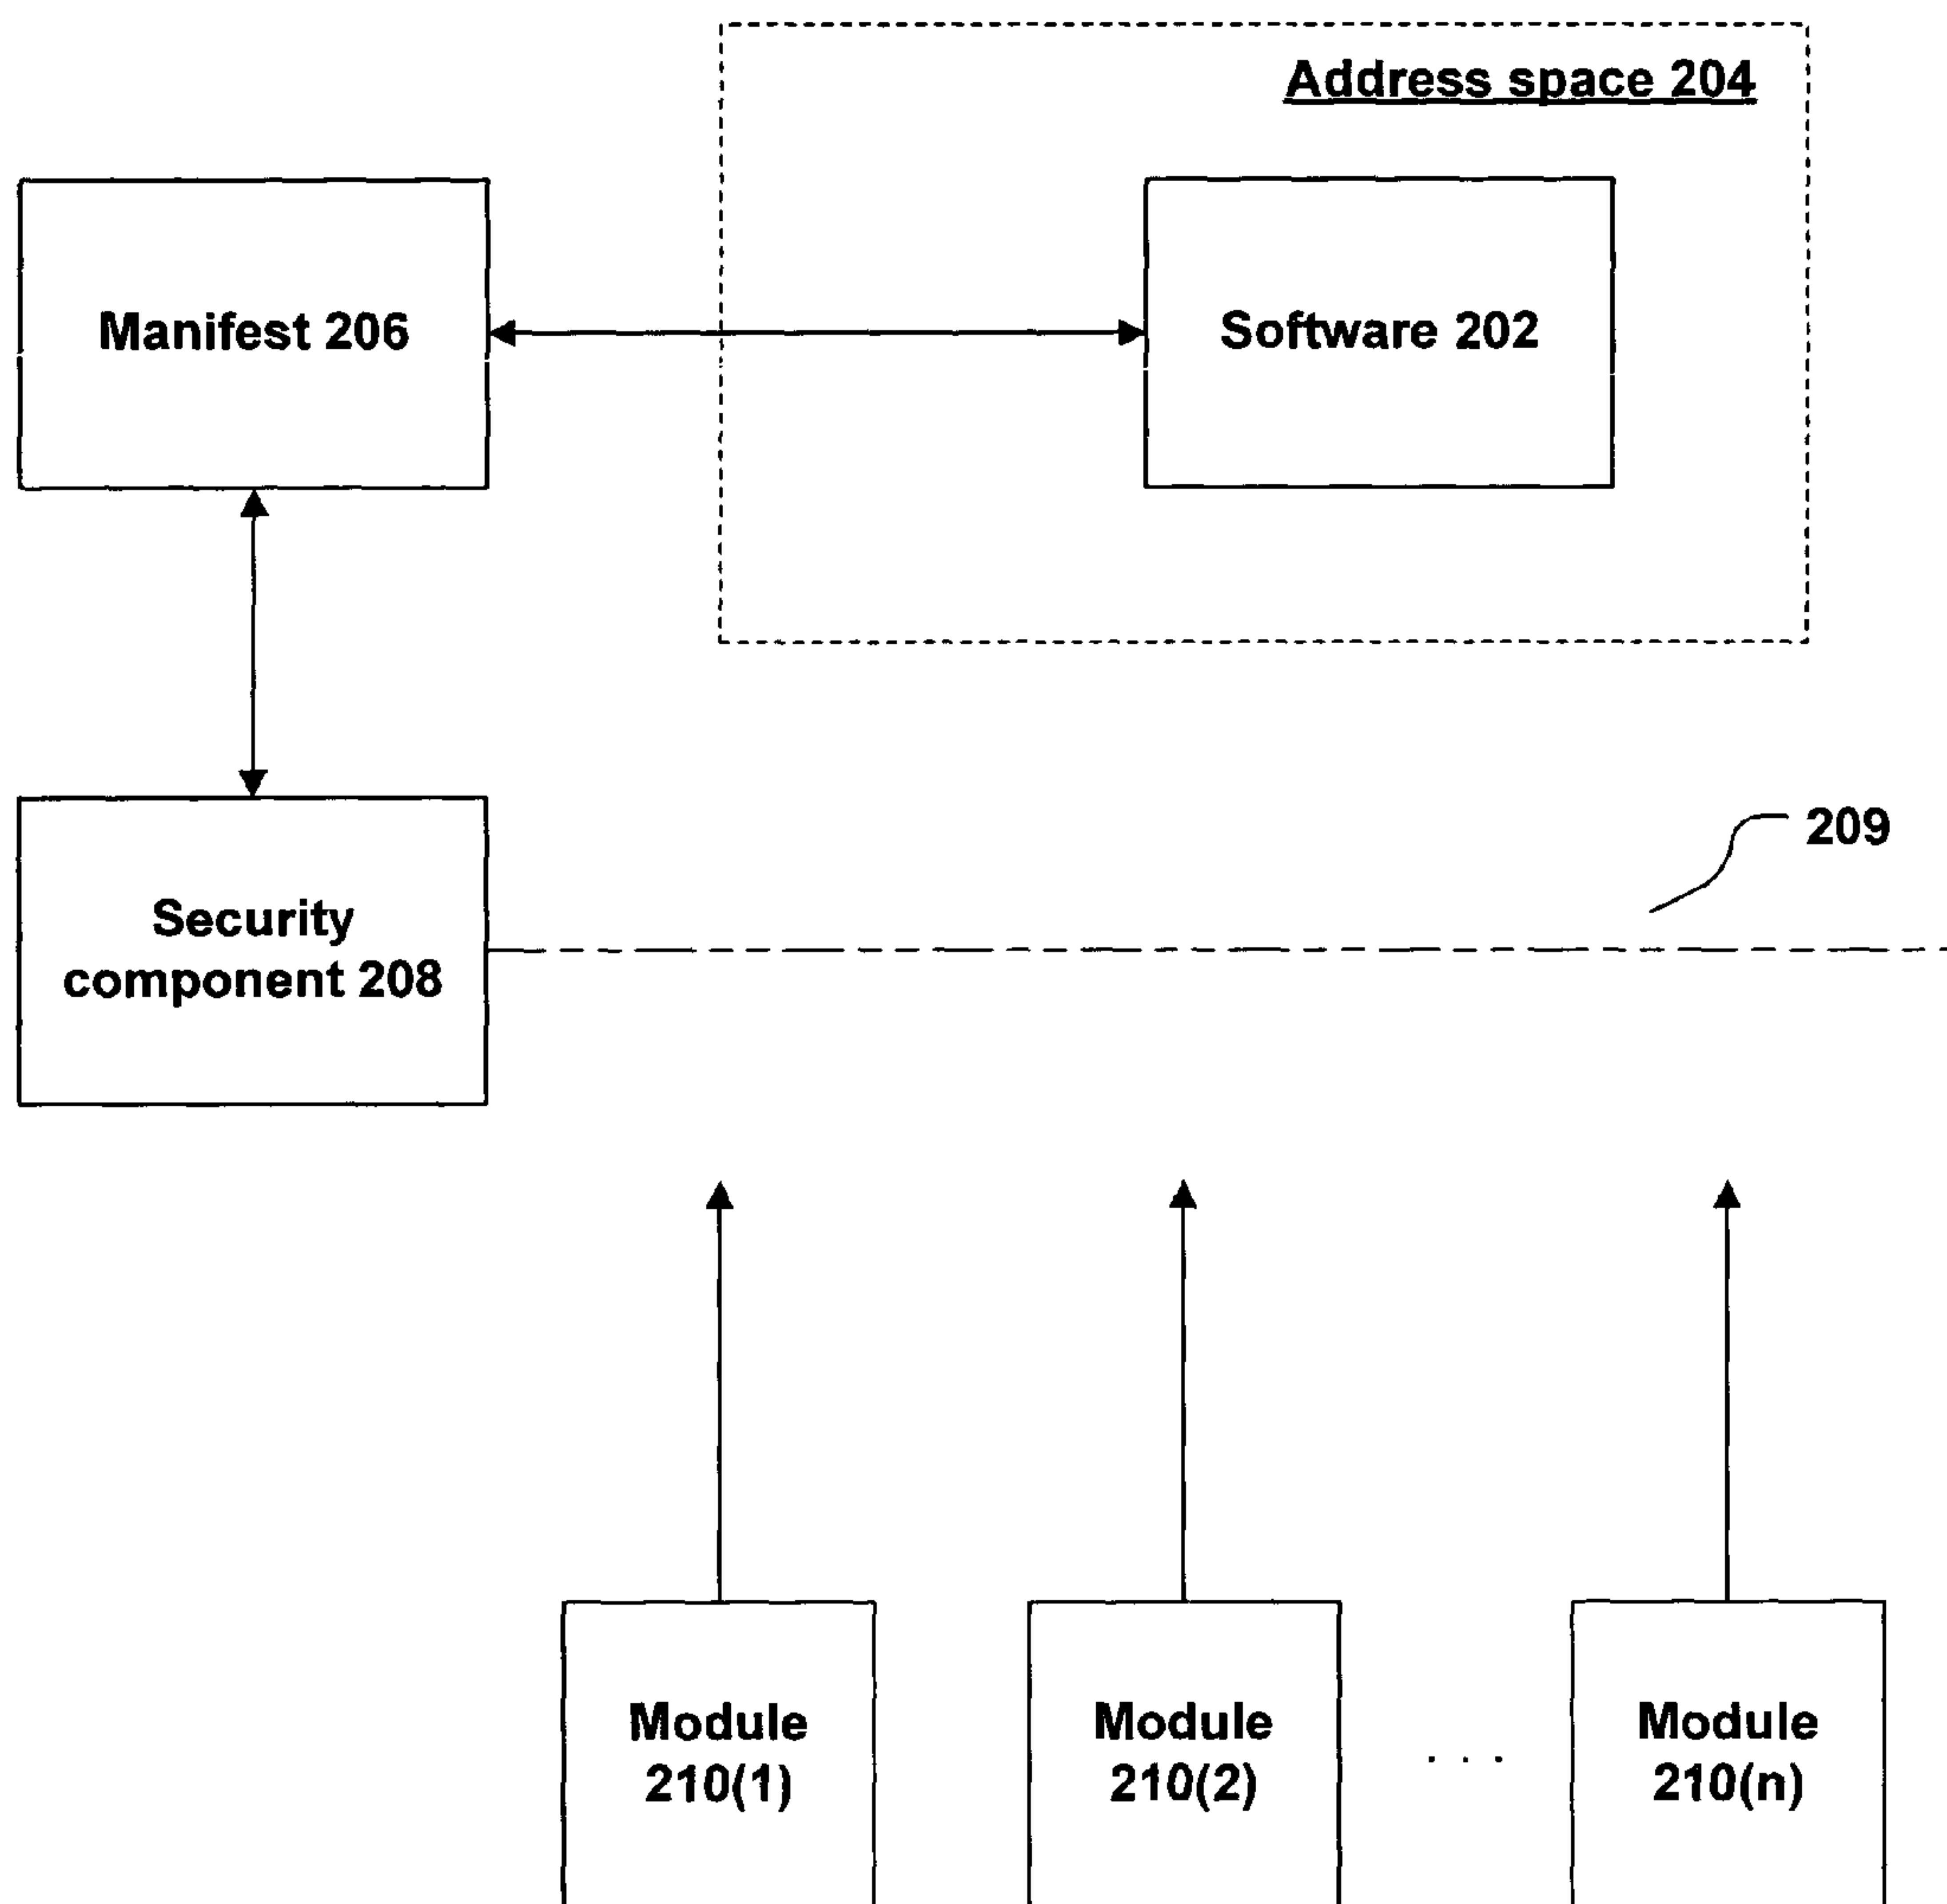 Address space 204
Manifest 206
Software 202
209
Security
component 208
Module
210(1)
Module
210(2)
. . .
Module
210(n)